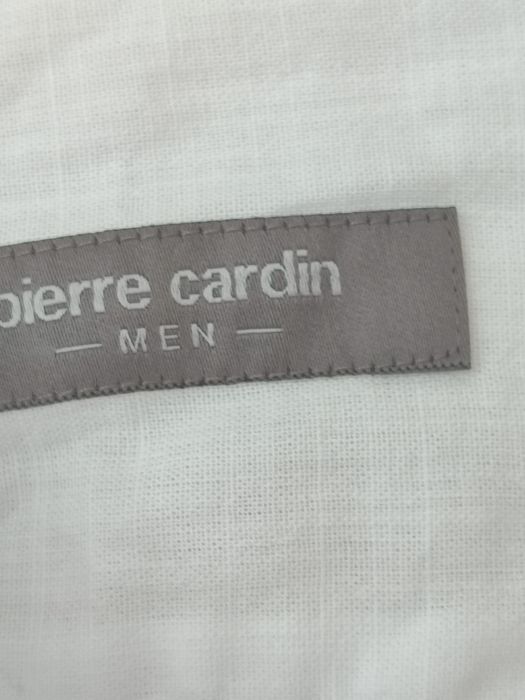 pierre cardin
— MEN —